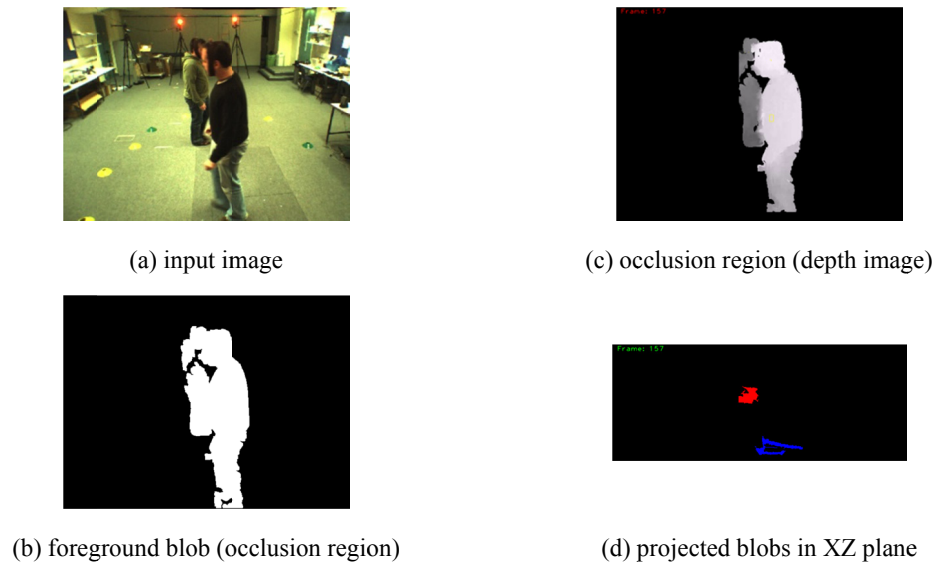 Frame: 157
(a) input image
(c) occlusion region (depth image)
Frame: 157
(b) foreground blob (occlusion region)
(d) projected blobs in XZ plane